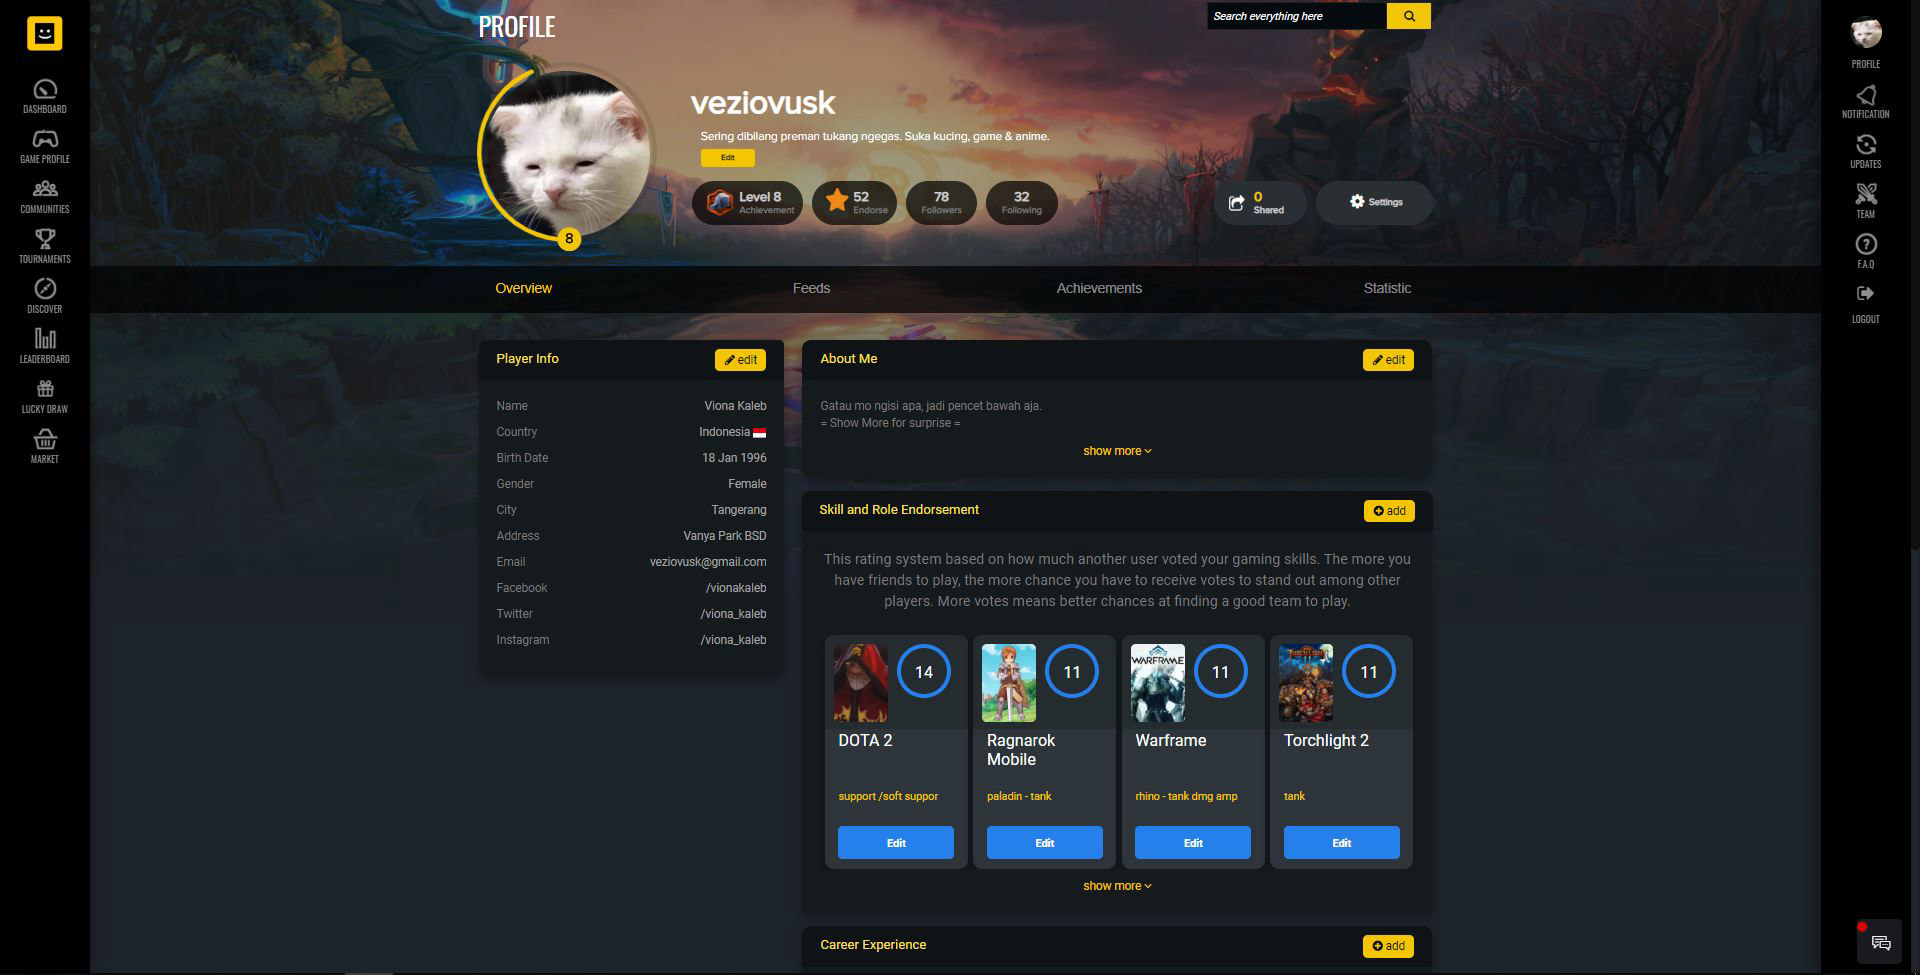 PROFILE
Search everything here
DASHBOARD
GAME PROFILE
COMMUNITIES
TOURNAMENTS
DISCOVER
LEADERBOARD
LUCKY DRAW
MARKET
veziovusk
Sering dibilang preman tukang ngegas. Suka kucing, game & anime.
Edit
8
Level 8
Achievement
52
Endorse
78
Followers
32
Following
0
Shared
Settings
PROFILE
NOTIFICATION
UPDATES
TEAM
F.A.Q
LOGOUT
Overview Feeds Achievements Statistic
Player Info edit
Name Viona Kaleb
Country Indonesia
Birth Date 18 Jan 1996
Gender Female
City Tangerang
Address Vanya Park BSD
Email veziovusk@gmail.com
Facebook /vionakaleb
Twitter /viona_kaleb
Instagram /viona_kaleb
About Me edit
Gatau mo ngisi apa, jadi pencet bawah aja.
= Show More for surprise =
show more
Skill and Role Endorsement add
This rating system based on how much another user voted your gaming skills. The more you
have friends to play, the more chance you have to receive votes to stand out among other
players. More votes means better chances at finding a good team to play.
14
DOTA 2
support /soft suppor
Edit
11
Ragnarok
Mobile
paladin - tank
Edit
WARFRAME
11
Warframe
rhino - tank dmg amp
Edit
TORCHLIGHT
11
Torchlight 2
tank
Edit
show more
Career Experience add